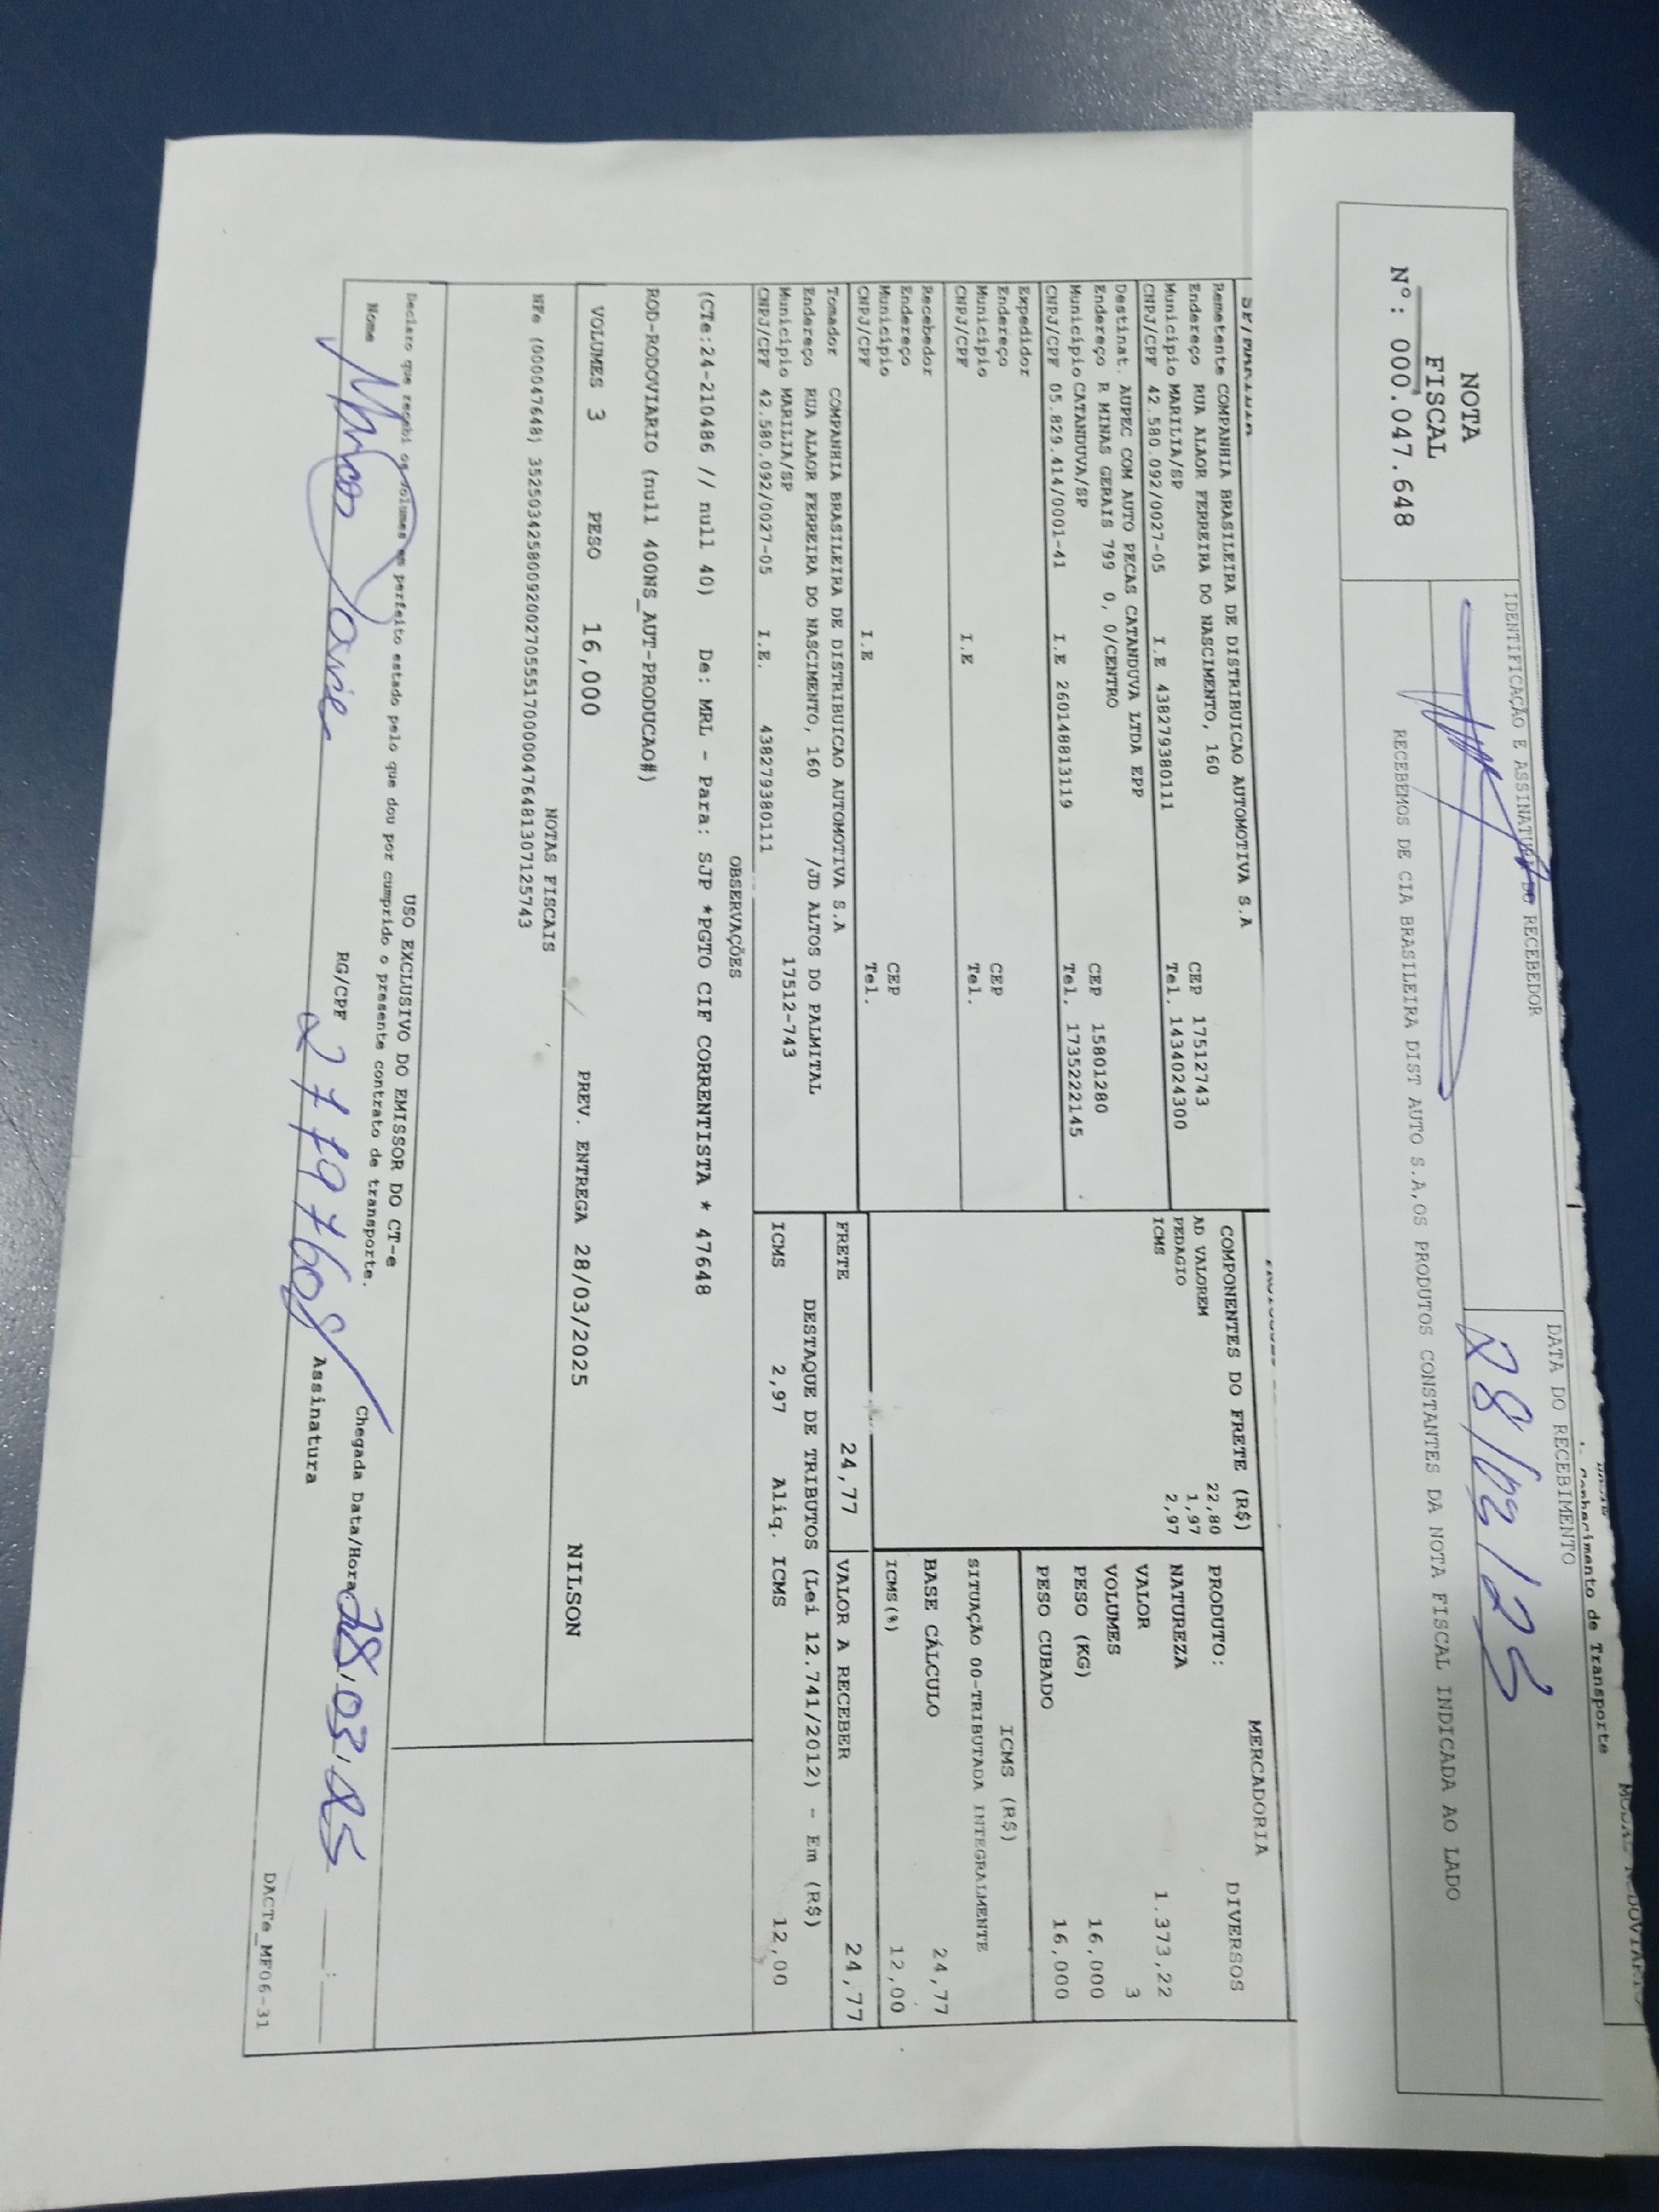 Conhecimento de Transporte
NOTA
FISCAL
Nº: 000.047.648
IDENTIFICAÇÃO E ASSINATURA DO RECEBEDOR
DATA DO RECEBIMENTO
28/03/25
RECEBEMOS DE CIA BRASILEIRA DIST AUTO S.A,OS PRODUTOS CONSTANTES DA NOTA FISCAL INDICADA AO LADO
Remetente COMPANHIA BRASILEIRA DE DISTRIBUICAO AUTOMOTIVA S.A
Endereço RUA ALAOR FERREIRA DO NASCIMENTO, 160 CEP 17512743
Município MARILIA/SP Tel. 1434024300
CNPJ/CPF 42.580.092/0027-05 I.E 438279380111
Destinat. AUPEC COM AUTO PECAS CATANDUVA LTDA EPP
Endereço R MINAS GERAIS 799 0, 0/CENTRO CEP 15801280
Município CATANDUVA/SP Tel. 1735222145
CNPJ/CPF 05.829.414/0001-41 I.E 260148813119
Expedidor
Endereço CEP
Município Tel.
CNPJ/CPF I.E
Recebedor
Endereço CEP
Município Tel.
CNPJ/CPF I.E
Tomador COMPANHIA BRASILEIRA DE DISTRIBUICAO AUTOMOTIVA S.A
Endereço RUA ALAOR FERREIRA DO NASCIMENTO, 160 /JD ALTOS DO PALMITAL
Município MARILIA/SP 17512-743
CNPJ/CPF 42.580.092/0027-05 I.E. 438279380111
COMPONENTES DO FRETE (R$)
AD VALOREM 22,80
PEDAGIO 1,97
ICMS 2,97
MERCADORIA
PRODUTO: DIVERSOS
NATUREZA
VALOR 1.373,22
VOLUMES 3
PESO (KG) 16,000
PESO CUBADO 16,000
ICMS (R$)
SITUAÇÃO 00-TRIBUTADA INTEGRALMENTE
BASE CÁLCULO 24,77
ICMS(%) 12,00
FRETE 24,77 VALOR A RECEBER 24,77
DESTAQUE DE TRIBUTOS (Lei 12.741/2012) - Em (R$)
ICMS 2,97 Aliq. ICMS 12,00
OBSERVAÇÕES
(CTe:24-210486 // null 40) De: MRL - Para: SJP *PGTO CIF CORRENTISTA * 47648
ROD-RODOVIARIO (null 400NS_AUT-PRODUCAO#)
VOLUMES 3 PESO 16,000 PREV. ENTREGA 28/03/2025 NILSON
NOTAS FISCAIS
NFe (000047648) 35250342580092002705551700000476481307125743
USO EXCLUSIVO DO EMISSOR DO CT-e
Declaro que recebi os volumes em perfeito estado pelo que dou por cumprido o presente contrato de transporte.
Nome RG/CPF Assinatura Chegada Data/Hora 28/03/25
DACTe_MF06-31